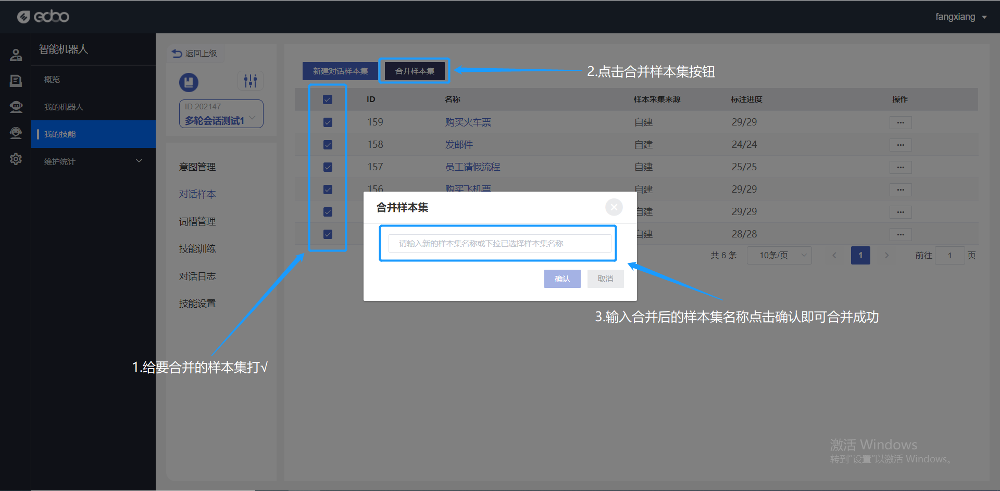 edoo
fangxiang
智能机器人
概览
我的机器人
我的技能
维护统计
返回上级
ID 202147
多轮会话测试1
意图管理
对话样本
词槽管理
技能训练
对话日志
技能设置
新建对话样本集
合并样本集
2.点击合并样本集按钮
ID 名称 样本采集来源 标注进度 操作
159 购买火车票 自建 29/29 ···
158 发邮件 自建 24/24 ···
157 员工请假流程 自建 25/25 ···
156 购买飞机票 自建 29/29 ···
自建 29/29 ···
自建 28/28 ···
合并样本集
请输入新的样本集名称或下拉已选择样本集名称
确认
取消
共 6 条 10条/页 1 前往 1 页
3.输入合并后的样本集名称点击确认即可合并成功
1.给要合并的样本集打√
激活 Windows
转到"设置"以激活 Windows。